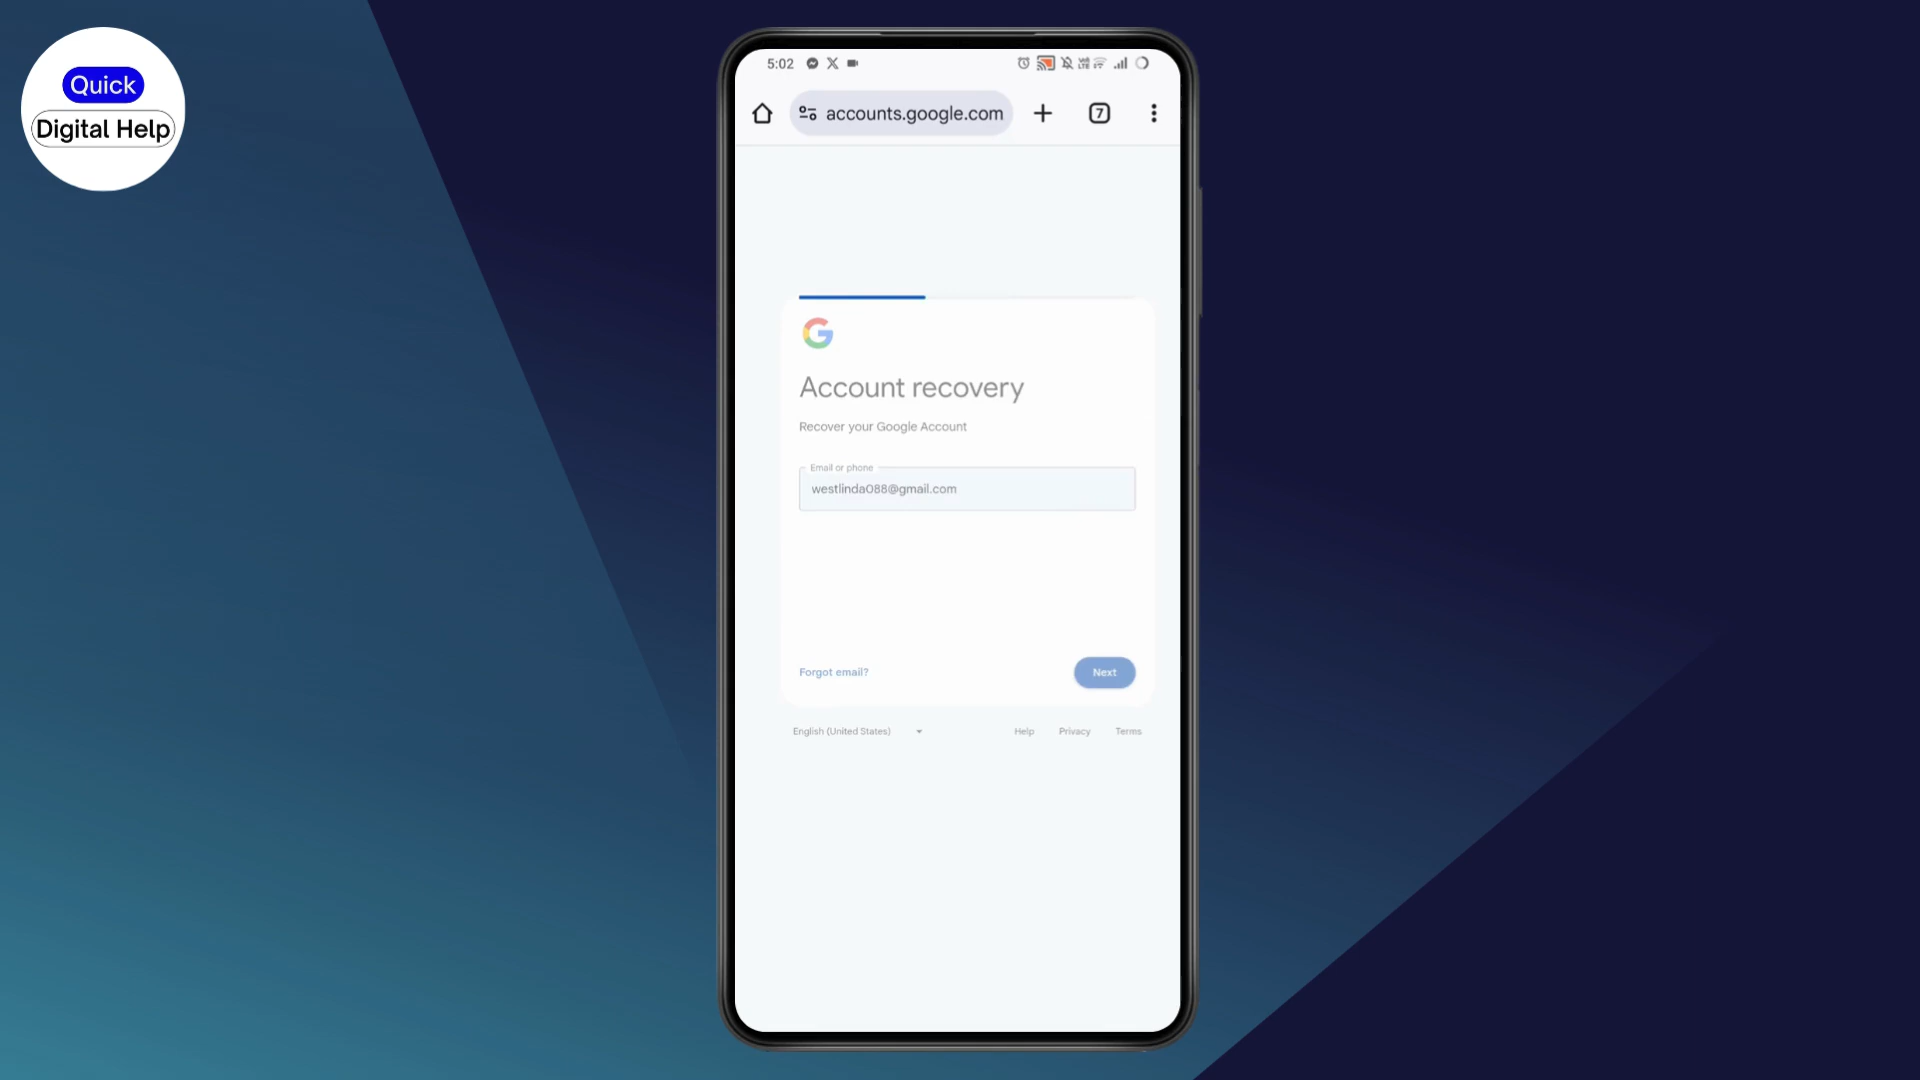 Quick
Digital Help
5:02
accounts.google.com
7
Account recovery
Recover your Google Account
Email or phone
westlinda088@gmail.com
Forgot email?
Next
English (United States)
Help
Privacy
Terms